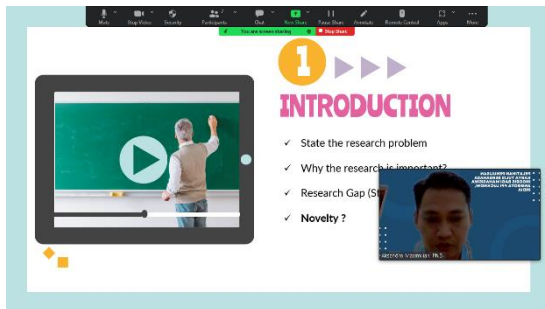 Mute
Stop Video
Security
Participants
Chat
New Share
Pause Share
Annotate
Remote Control
Apps
More
You are screen sharing
Stop Share
1
INTRODUCTION
✓ State the research problem
✓ Why the research is important?
✓ Research Gap
✓ Novelty ?